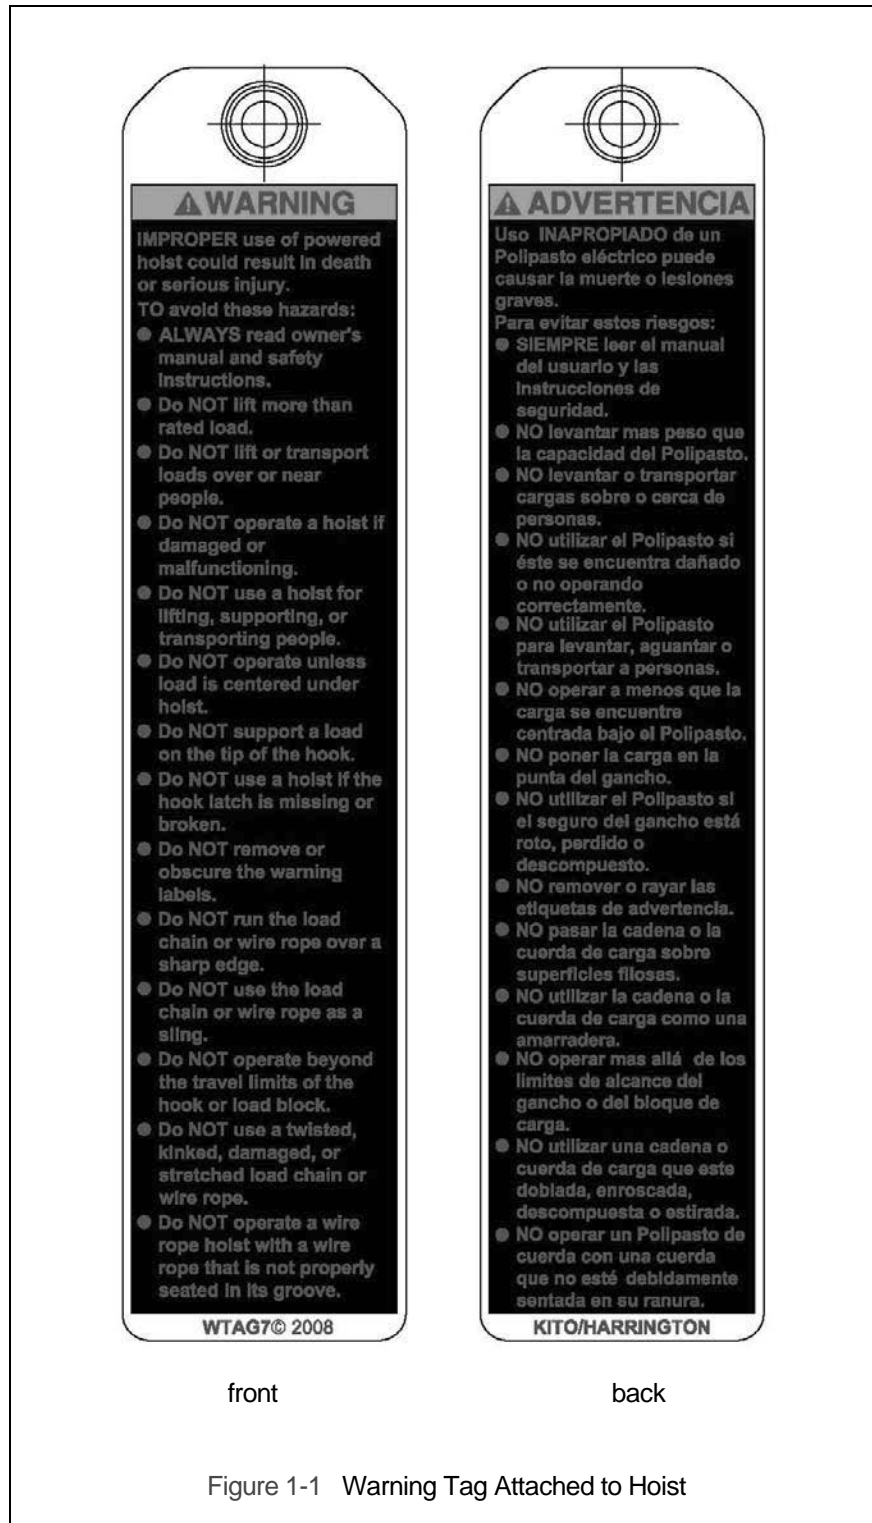 WARNING
IMPROPER use of powered
hoist could result in death
or serious injury.
TO avoid these hazards:
● ALWAYS read owner's
manual and safety
instructions.
● Do NOT lift more than
rated load.
● Do NOT lift or transport
loads over or near
people.
● Do NOT operate a hoist if
damaged or
malfunctioning.
● Do NOT use a hoist for
lifting, supporting, or
transporting people.
● Do NOT operate unless
load is centered under
hoist.
● Do NOT support a load
on the tip of the hook.
● Do NOT use a hoist if the
hook latch is missing or
broken.
● Do NOT remove or
obscure the warning
labels.
● Do NOT run the load
chain or wire rope over a
sharp edge.
● Do NOT use the load
chain or wire rope as a
sling.
● Do NOT operate beyond
the travel limits of the
hook or load block.
● Do NOT use a twisted,
kinked, damaged, or
stretched load chain or
wire rope.
● Do NOT operate a wire
rope hoist with a wire
rope that is not properly
seated in its groove.
WTAG7© 2008
front
ADVERTENCIA
Uso INAPROPIADO de un
Polipasto eléctrico puede
causar la muerte o lesiones
graves.
Para evitar estos riesgos:
● SIEMPRE leer el manual
del usuario y las
instrucciones de
seguridad.
● NO levantar mas peso que
la capacidad del Polipasto.
● NO levantar o transportar
cargas sobre o cerca de
personas.
● NO utilizar el Polipasto si
éste se encuentra dañado
o no operando
correctamente.
● NO utilizar el Polipasto
para levantar, aguantar o
transportar a personas.
● NO operar a menos que la
carga se encuentre
centrada bajo el Polipasto.
● NO poner la carga en la
punta del gancho.
● NO utilizar el Polipasto si
el seguro del gancho está
roto, perdido o
descompuesto.
● NO remover o rayar las
etiquetas de advertencia.
● NO pasar la cadena o la
cuerda de carga sobre
superficies filosas.
● NO utilizar la cadena o la
cuerda de carga como una
amarradera.
● NO operar mas allá de los
limites de alcance del
gancho o del bloque de
carga.
● NO utilizar una cadena o
cuerda de carga que este
doblada, enroscada,
descompuesta o estirada.
● NO operar un Polipasto de
cuerda con una cuerda
que no esté debidamente
sentada en su ranura.
KITO/HARRINGTON
back
Figure 1-1 Warning Tag Attached to Hoist